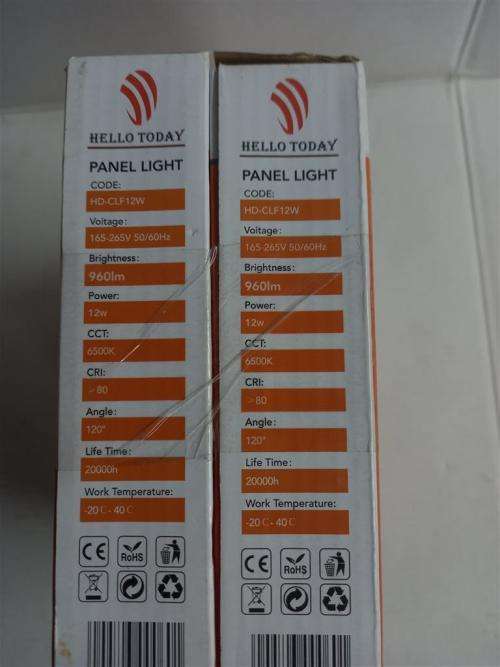 HELLO TODAY
PANEL LIGHT
CODE:
HD-CLF12W
Voitage:
165-265V 50/60Hz
Brightness:
960lm
Power:
12w
CCT:
6500K
CRI:
>80
Angle:
120°
Life Time:
20000h
Work Temperature:
-20℃- 40℃
CE
RoHS
HELLO TODAY
PANEL LIGHT
CODE:
HD-CLF12W
Voitage:
165-265V 50/60Hz
Brightness:
960lm
Power:
12w
CCT:
6500K
CRI:
>80
Angle:
120°
Life Time:
20000h
Work Temperature:
-20℃- 40℃
CE
RoHS